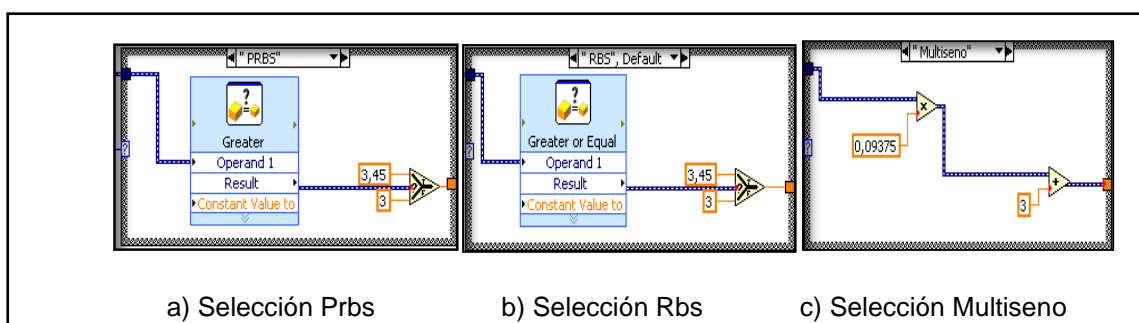 "PRBS"
?
Greater
Operand 1
Result
Constant Value to
3,45
3
"RBS", Default
?
Greater or Equal
Operand 1
Result
Constant Value to
3,45
3
"Multiseno"
?
x
0,09375
+
3
a) Selección Prbs b) Selección Rbs c) Selección Multiseno